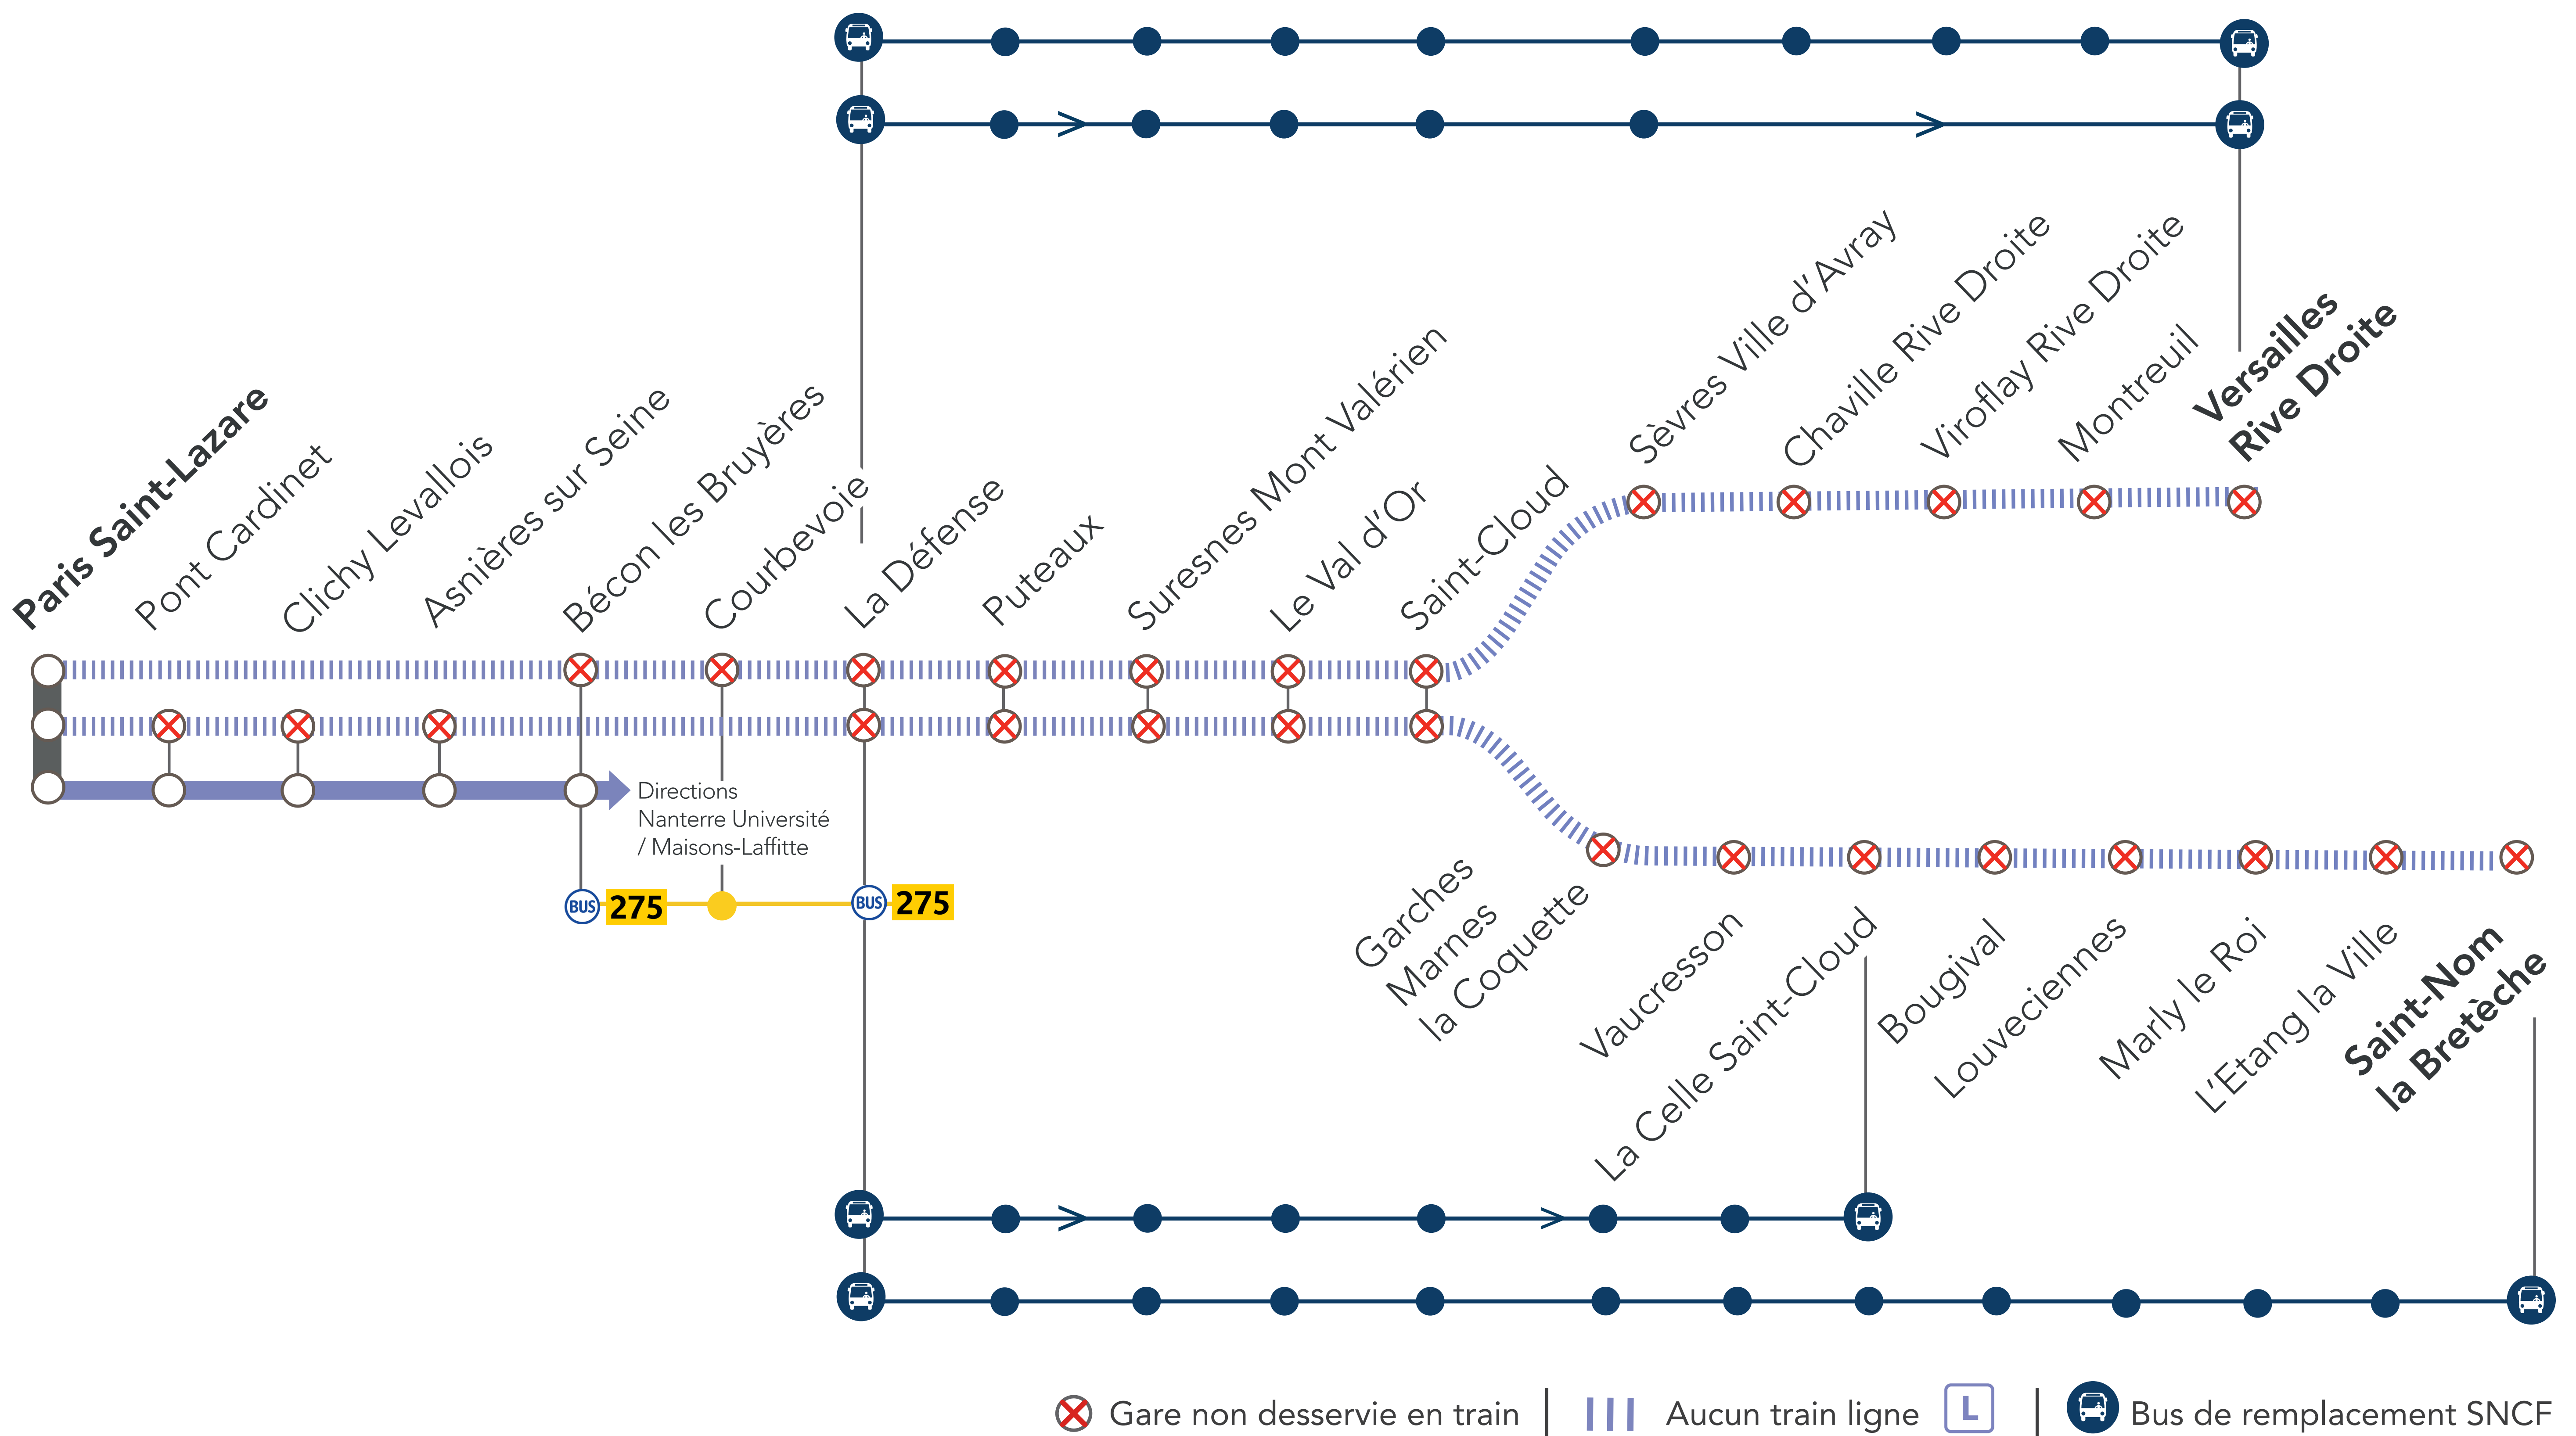 Paris Saint-Lazare
Pont Cardinet
Clichy Levallois
Asnières sur Seine
Bécon les Bruyères
Courbevoie
La Défense
Puteaux
Suresnes Mont Valérien
Le Val d'Or
Saint-Cloud
Sèvres Ville d'Avray
Chaville Rive Droite
Viroflay Rive Droite
Montreuil
Versailles
Rive Droite
Directions
Nanterre Université
/ Maisons-Laffitte
BUS 275
BUS 275
Garches
Marnes
la Coquette
Vaucresson
La Celle Saint-Cloud
Bougival
Louveciennes
Marly le Roi
L'Etang la Ville
Saint-Nom
la Bretèche
Gare non desservie en train
Aucun train ligne L
Bus de remplacement SNCF